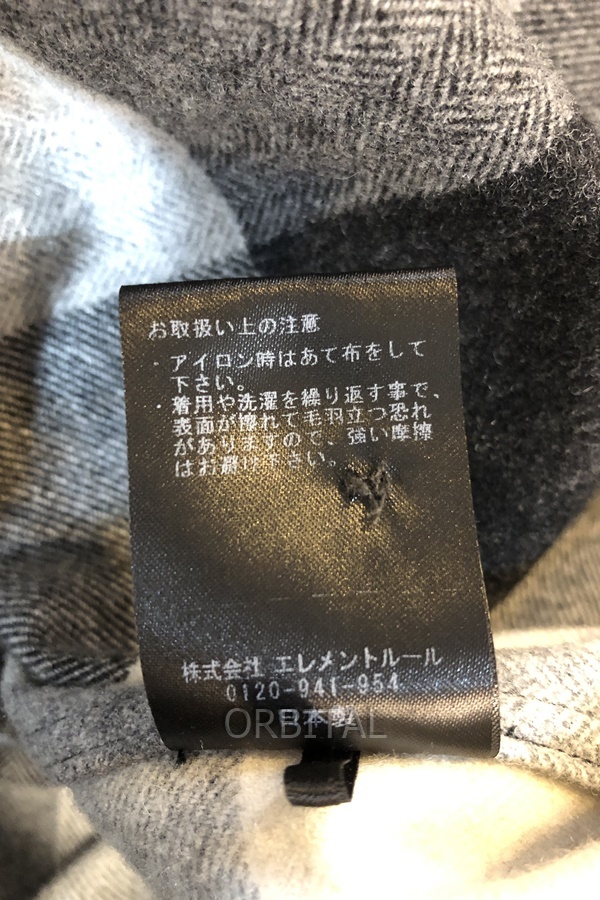 お取扱い上の注意
・アイロン時はあて布をして
下さい。
・着用や洗濯を繰り返す事で、
表面が擦れて毛羽立つ恐れ
がありますので、強い摩擦
はお避け下さい。
株式会社 エレメントルール
0120-941-954
日本製
ORBITAL